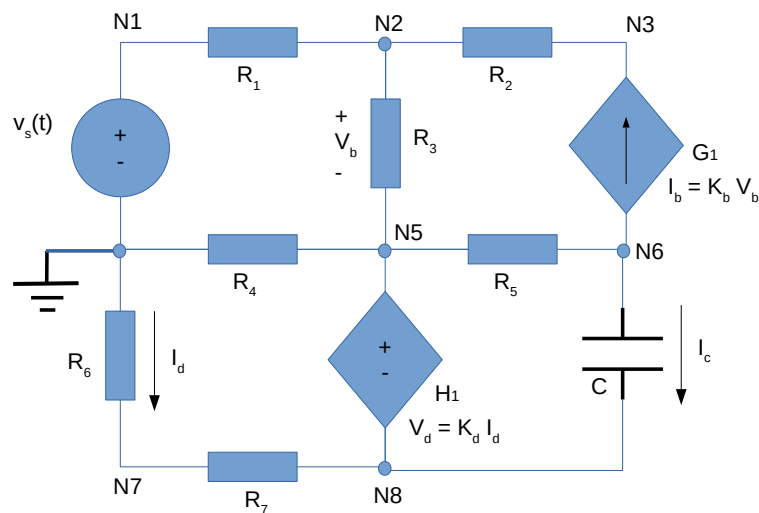 N1
N2
N3
R1
R2
vs(t)
+
-
+
Vb
-
R3
G1
Ib = Kb Vb
N5
N6
R4
R5
R6
Id
+
-
H1
Vd = Kd Id
C
Ic
N7
R7
N8